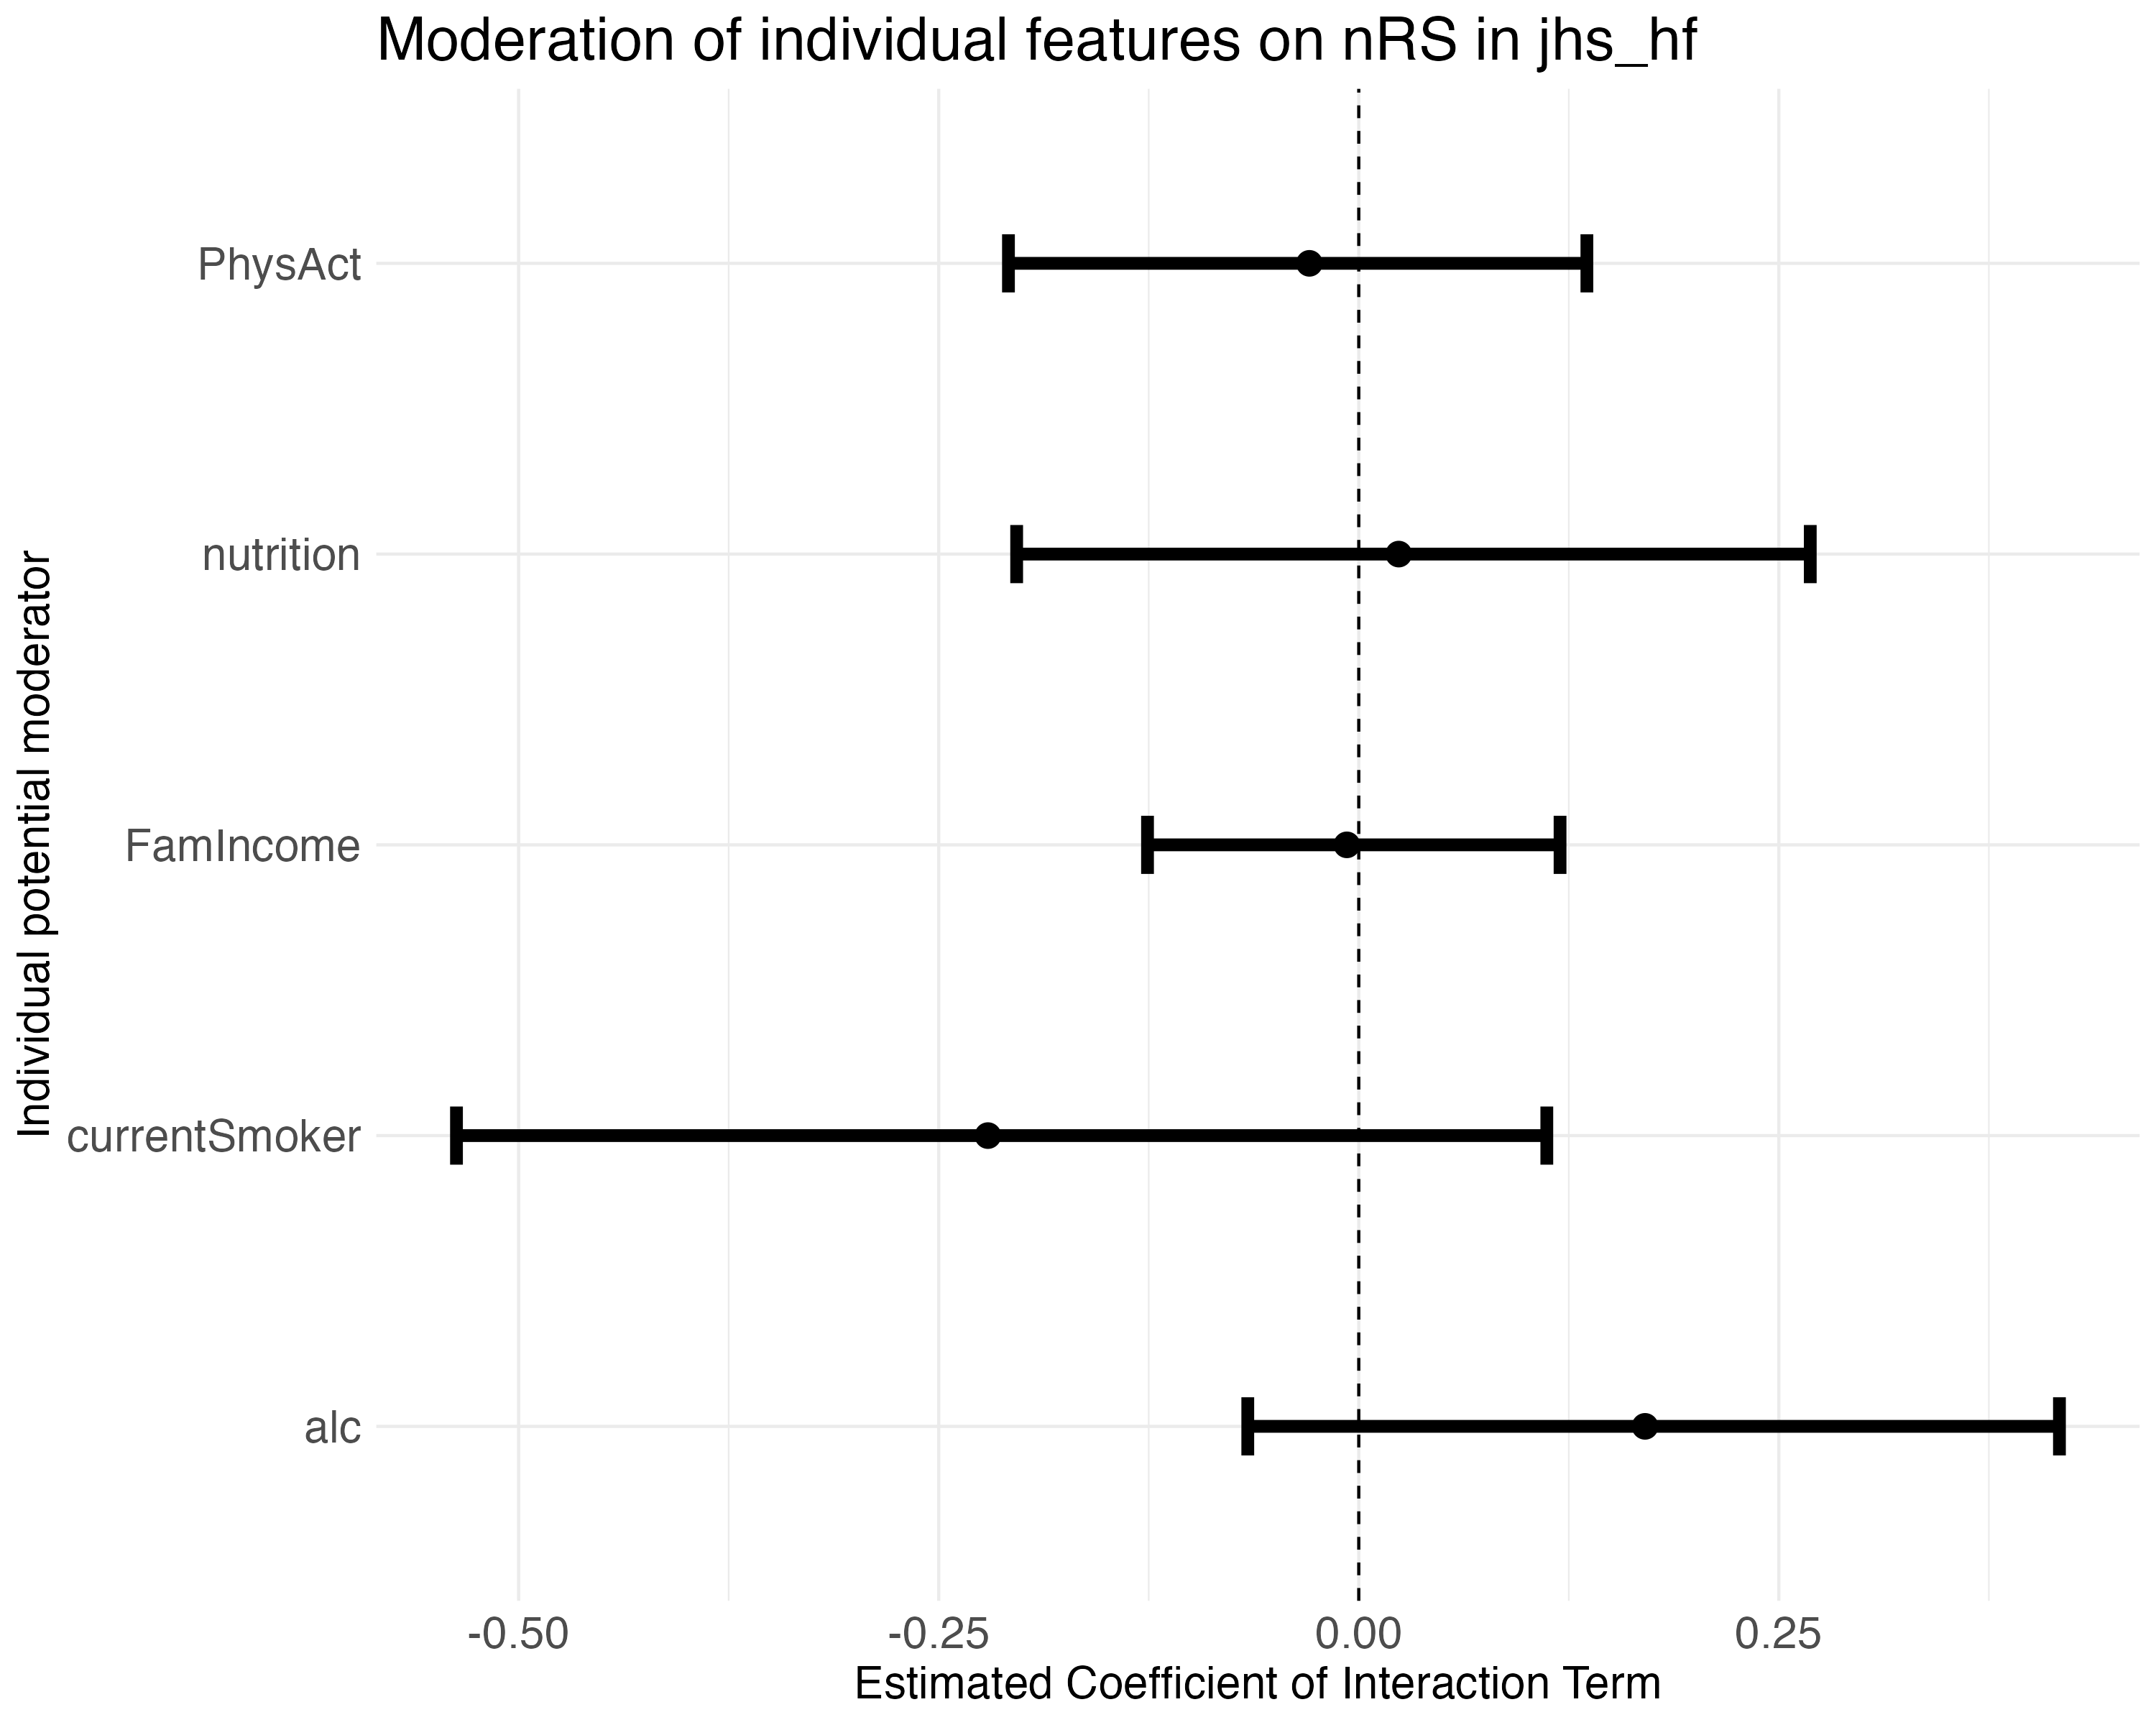 Moderation of individual features on nRS in jhs_hf
Individual potential moderator
PhysAct
nutrition
FamIncome
currentSmoker
alc
-0.50
-0.25
0.00
0.25
Estimated Coefficient of Interaction Term